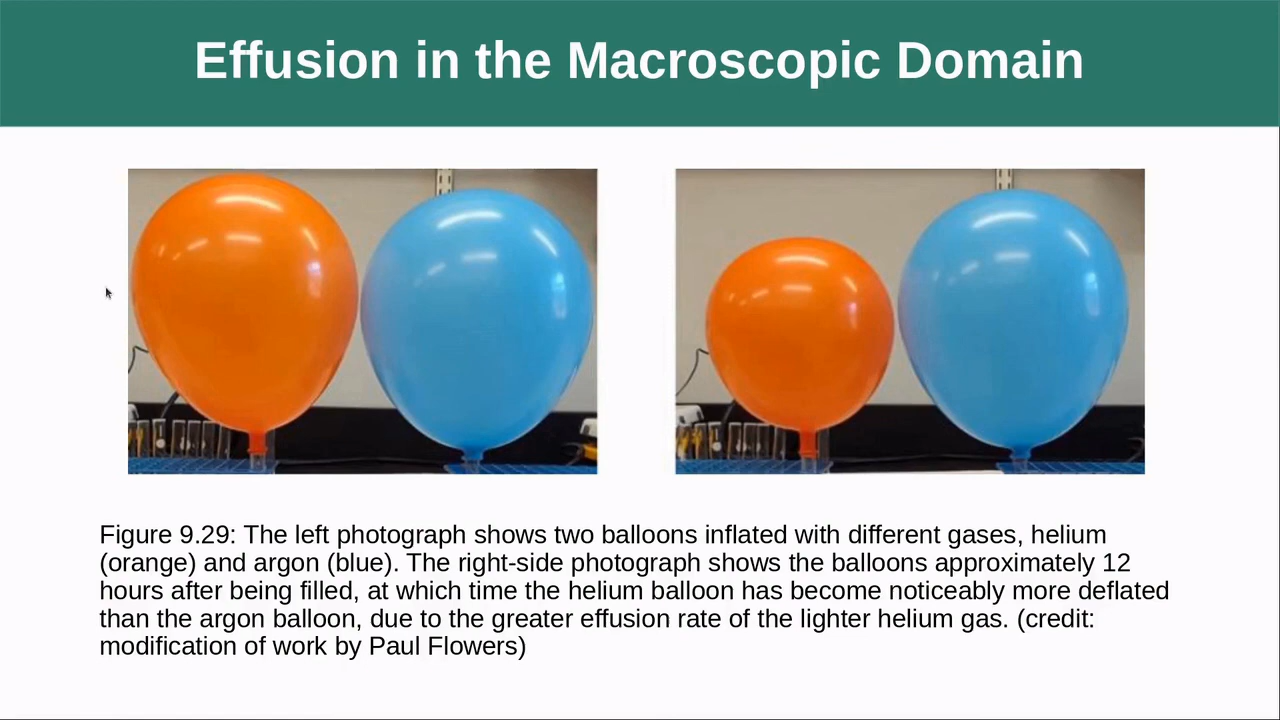 Effusion in the Macroscopic Domain
Figure 9.29: The left photograph shows two balloons inflated with different gases, helium
(orange) and argon (blue). The right-side photograph shows the balloons approximately 12
hours after being filled, at which time the helium balloon has become noticeably more deflated
than the argon balloon, due to the greater effusion rate of the lighter helium gas. (credit:
modification of work by Paul Flowers)